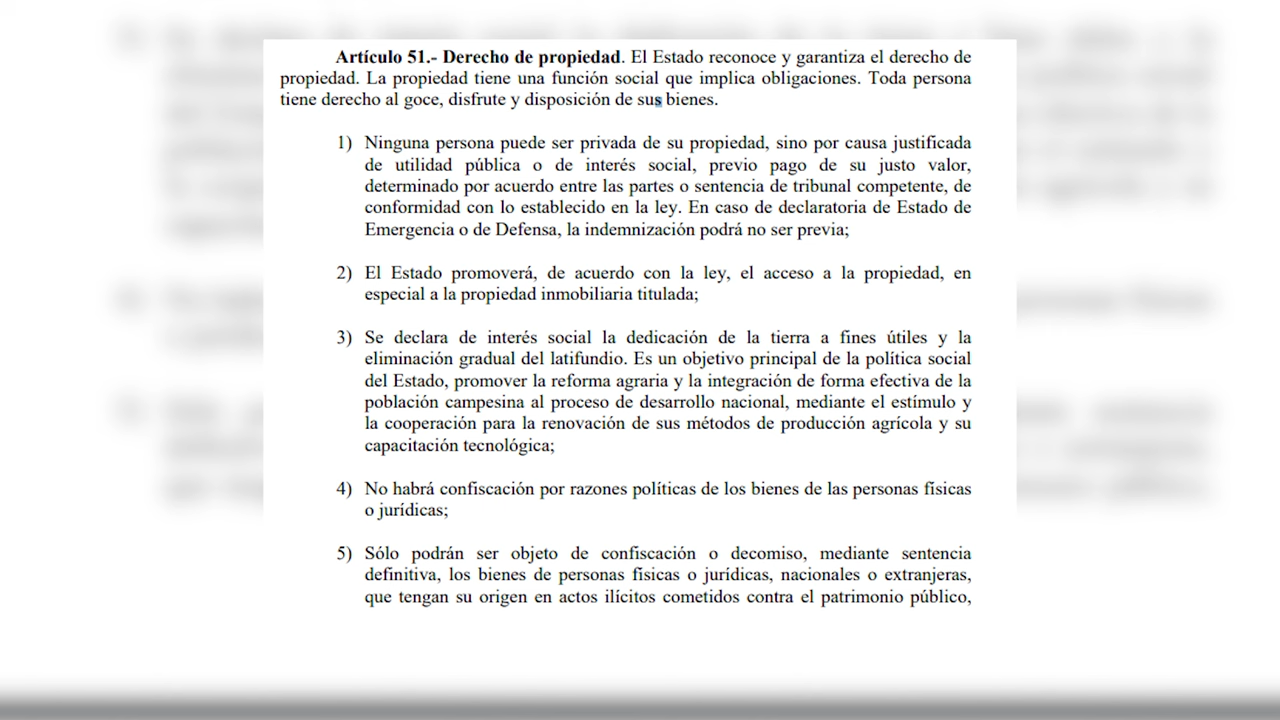 Artículo 51.- Derecho de propiedad. El Estado reconoce y garantiza el derecho de
propiedad. La propiedad tiene una función social que implica obligaciones. Toda persona
tiene derecho al goce, disfrute y disposición de sus bienes.
1) Ninguna persona puede ser privada de su propiedad, sino por causa justificada
de utilidad pública o de interés social, previo pago de su justo valor,
determinado por acuerdo entre las partes o sentencia de tribunal competente, de
conformidad con lo establecido en la ley. En caso de declaratoria de Estado de
Emergencia o de Defensa, la indemnización podrá no ser previa;
2) El Estado promoverá, de acuerdo con la ley, el acceso a la propiedad, en
especial a la propiedad inmobiliaria titulada;
3) Se declara de interés social la dedicación de la tierra a fines útiles y la
eliminación gradual del latifundio. Es un objetivo principal de la política social
del Estado, promover la reforma agraria y la integración de forma efectiva de la
población campesina al proceso de desarrollo nacional, mediante el estímulo y
la cooperación para la renovación de sus métodos de producción agrícola y su
capacitación tecnológica;
4) No habrá confiscación por razones políticas de los bienes de las personas físicas
o jurídicas;
5) Sólo podrán ser objeto de confiscación o decomiso, mediante sentencia
definitiva, los bienes de personas físicas o jurídicas, nacionales o extranjeras,
que tengan su origen en actos ilícitos cometidos contra el patrimonio público,